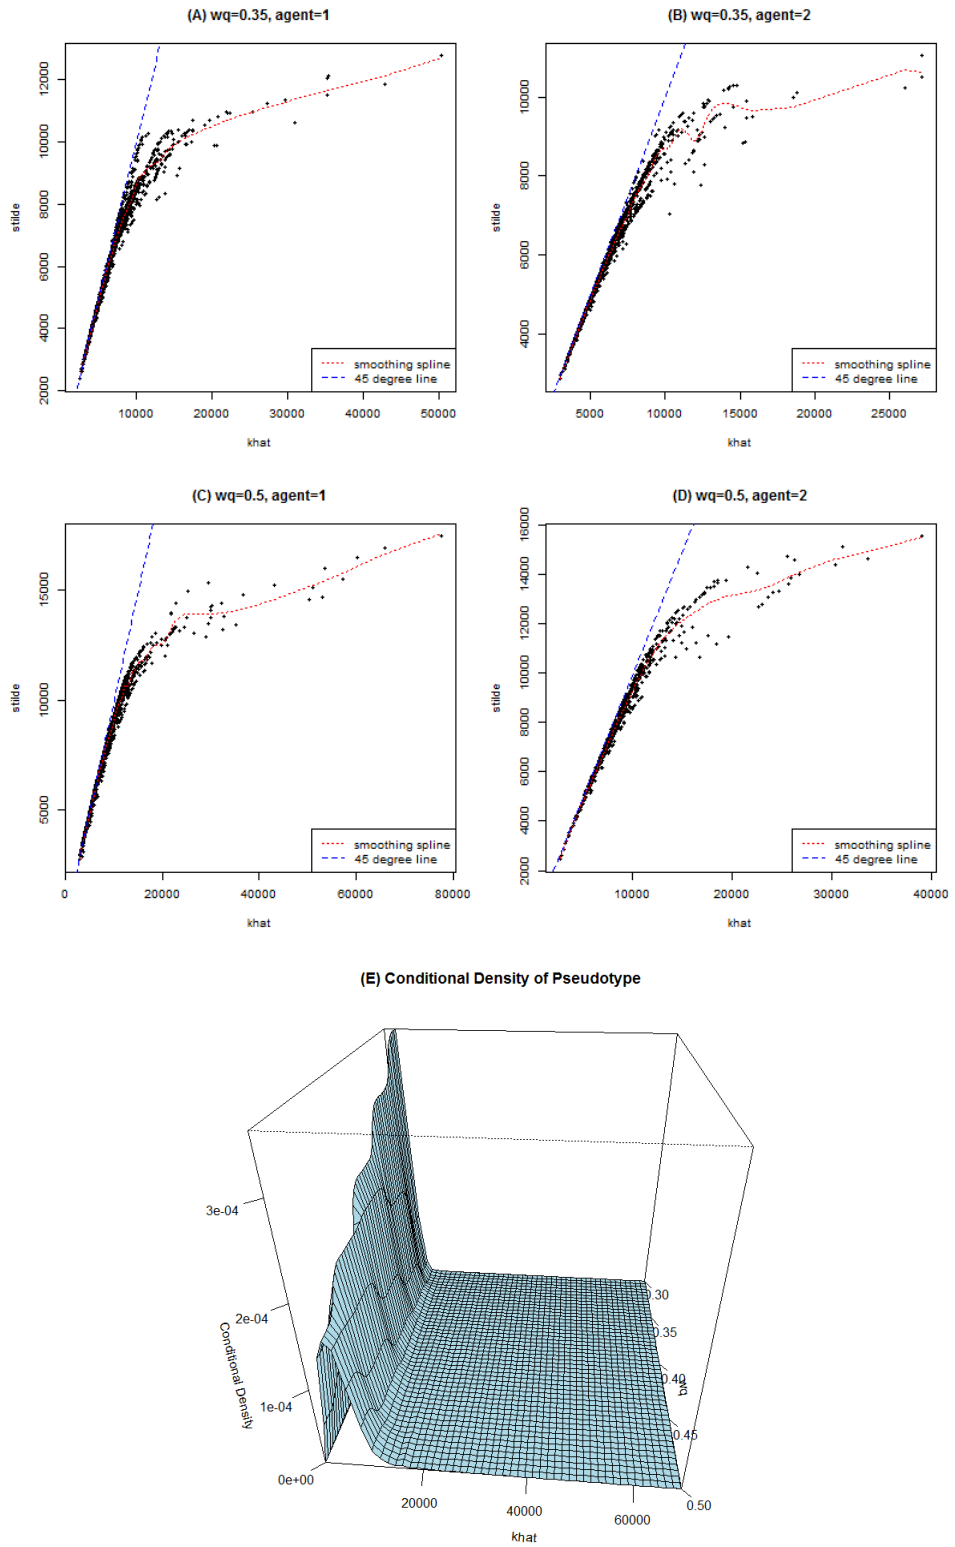 (A) wq=0.35, agent=1
12000
10000
8000
6000
4000
2000
stilde
smoothing spline
45 degree line
10000 20000 30000 40000 50000
khat
(B) wq=0.35, agent=2
10000
8000
6000
4000
stilde
smoothing spline
45 degree line
5000 10000 15000 20000 25000
khat
(C) wq=0.5, agent=1
15000
10000
5000
stilde
smoothing spline
45 degree line
0 20000 40000 60000 80000
khat
(D) wq=0.5, agent=2
16000
14000
12000
10000
8000
6000
4000
2000
stilde
smoothing spline
45 degree line
10000 20000 30000 40000
khat
(E) Conditional Density of Pseudotype
3e-04
2e-04
1e-04
0e+00
Conditional Density
0.30
0.35
0.40
wq
0.45
0.50
20000 40000 60000
khat